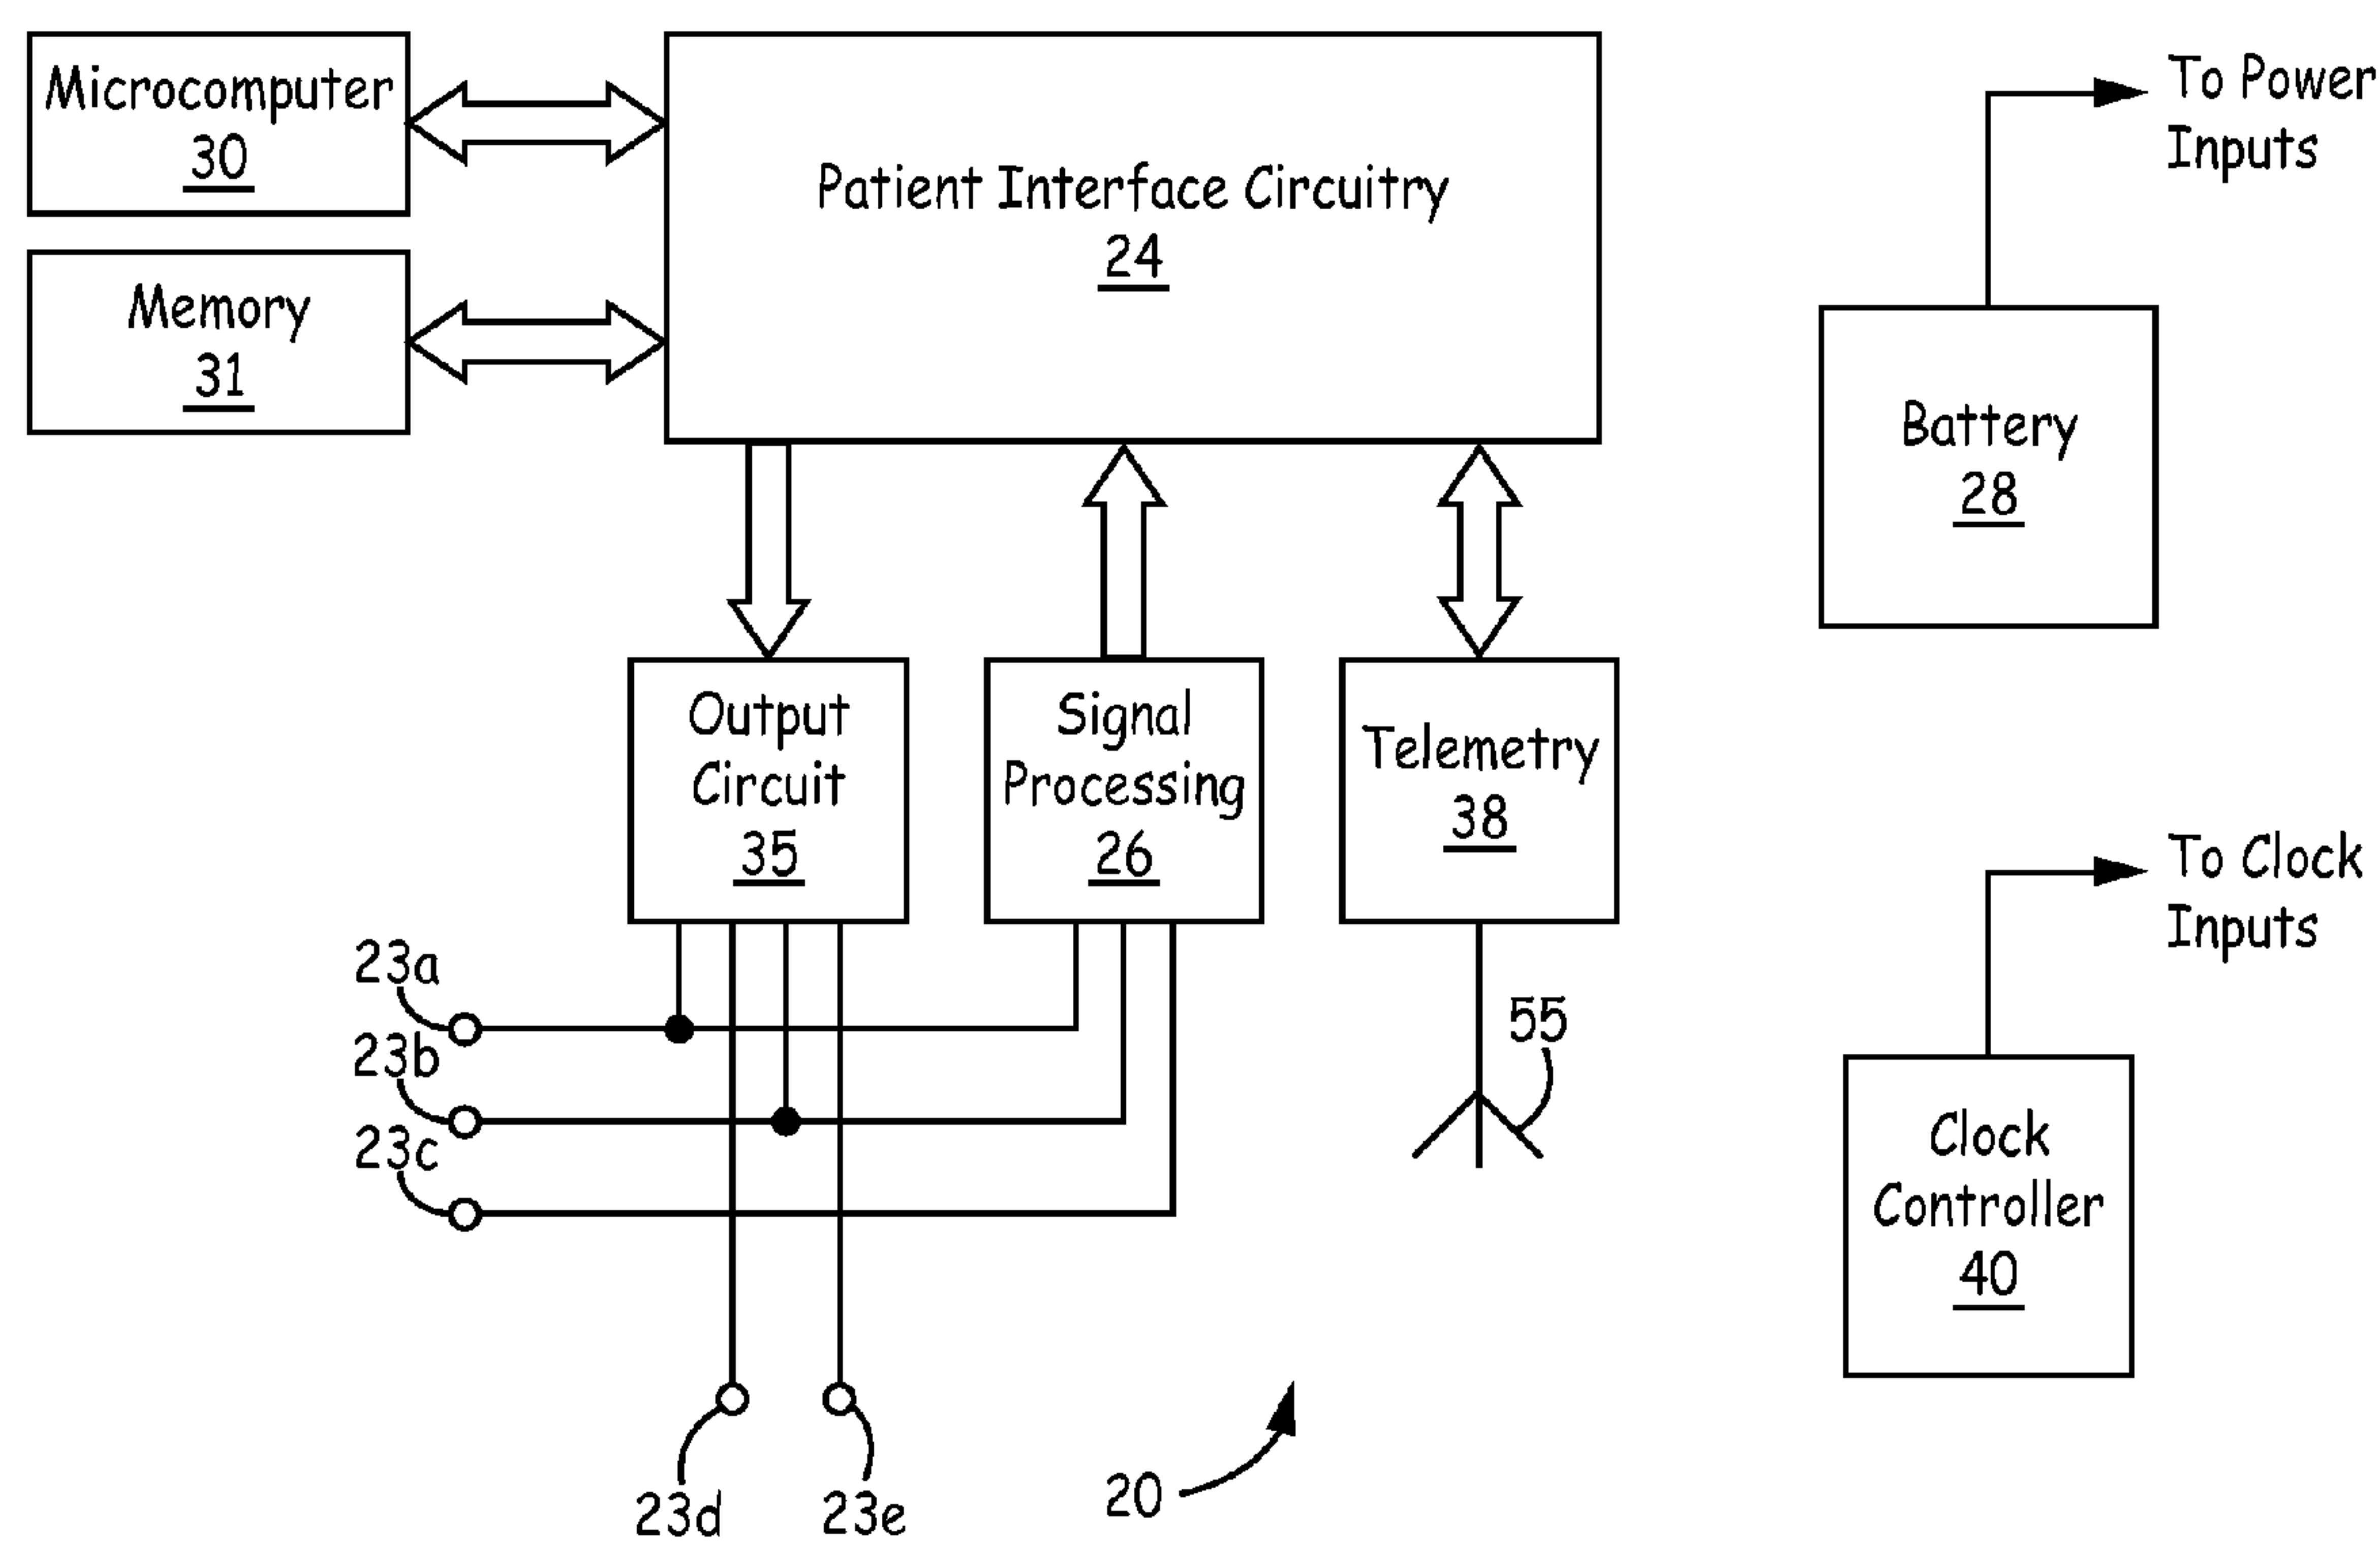 Microcomputer
30
Memory
31
Patient Interface Circuitry
24
To Power
Inputs
Battery
28
Output
Circuit
35
Signal
Processing
26
Telemetry
38
To Clock
Inputs
Clock
Controller
40
23a
23b
23c
55
23d
23e
20